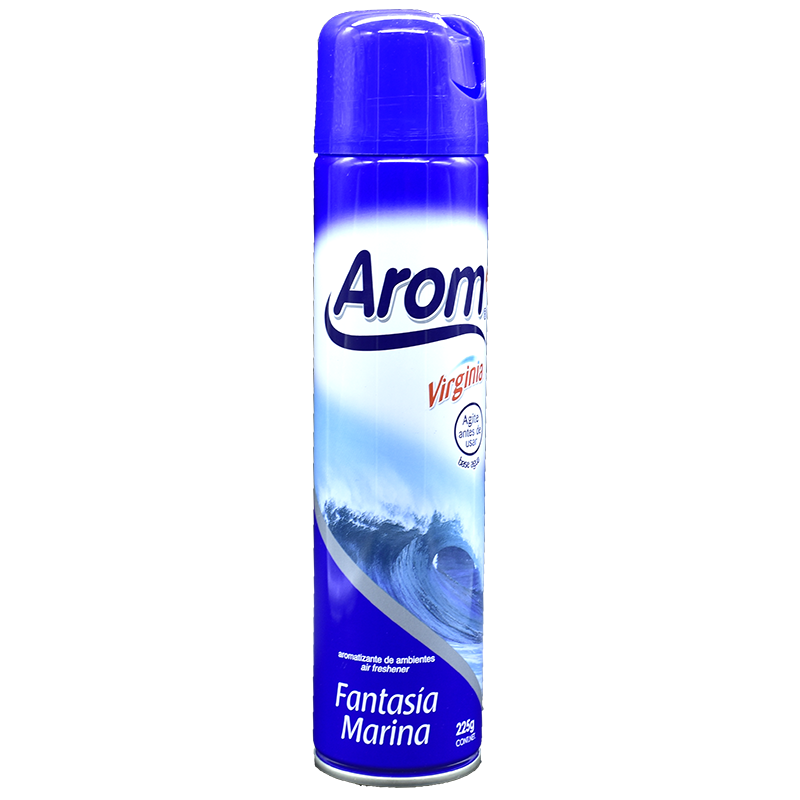 Arom
Virginia
Agite
antes de
usar
base agua
aromatizante de ambientes
air freshener
Fantasía
Marina
225g